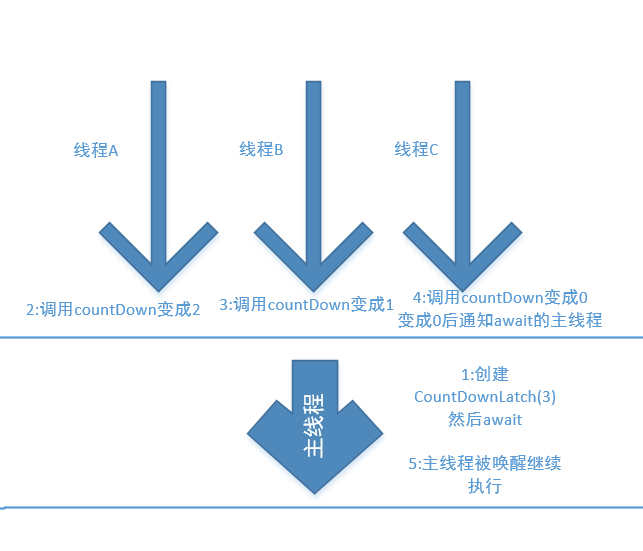 线程A
线程B
线程C
2:调用countDown变成2
3:调用countDown变成1
4:调用countDown变成0
变成0后通知await的主线程
主线程
1:创建
CountDownLatch(3)
然后await
5:主线程被唤醒继续
执行